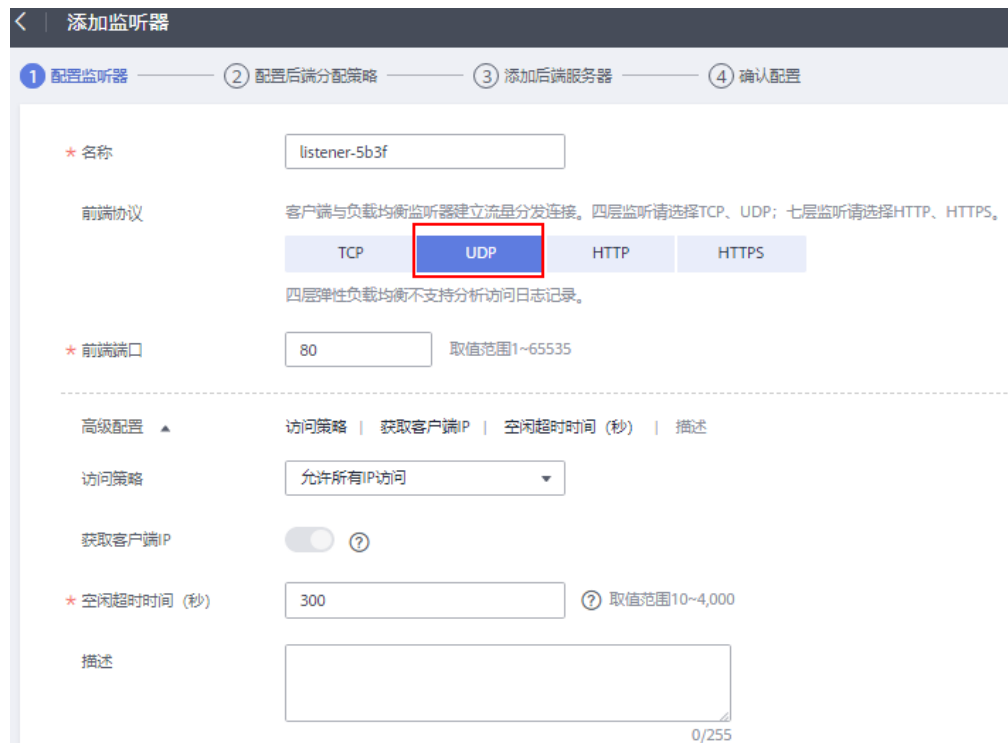 添加监听器
1 配置监听器 2 配置后端分配策略 3 添加后端服务器 4 确认配置
* 名称 listener-5b3f
前端协议 客户端与负载均衡监听器建立流量分发连接。四层监听请选择TCP、UDP；七层监听请选择HTTP、HTTPS。
TCP UDP HTTP HTTPS
四层弹性负载均衡不支持分析访问日志记录。
* 前端端口 80 取值范围1~65535
高级配置 访问策略 | 获取客户端IP | 空闲超时时间（秒） | 描述
访问策略 允许所有IP访问
获取客户端IP ?
* 空闲超时时间（秒） 300 ? 取值范围10~4,000
描述
0/255